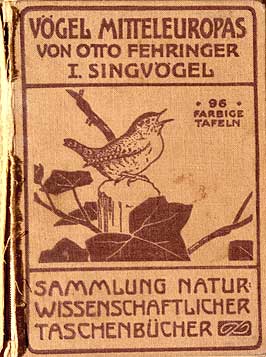 VÖGEL MITTELEUROPAS
VON OTTO FEHRINGER
I. SINGVÖGEL
• 96 •
FARBIGE
TAFELN
SAMMLUNG NATUR-
WISSENSCHAFTLICHER
TASCHENBÜCHER